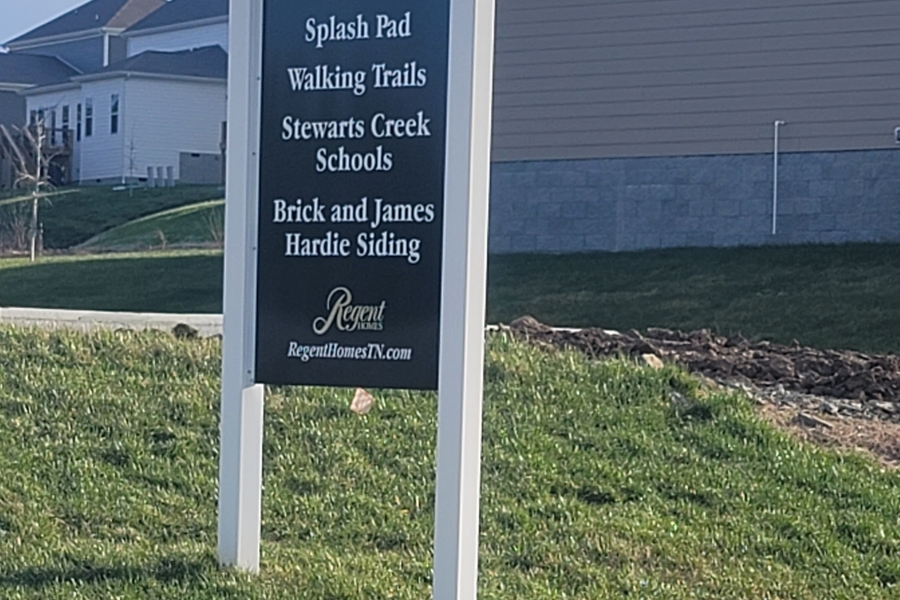 Splash Pad
Walking Trails
Stewarts Creek
Schools
Brick and James
Hardie Siding
Regent
HOMES
RegentHomesTN.com